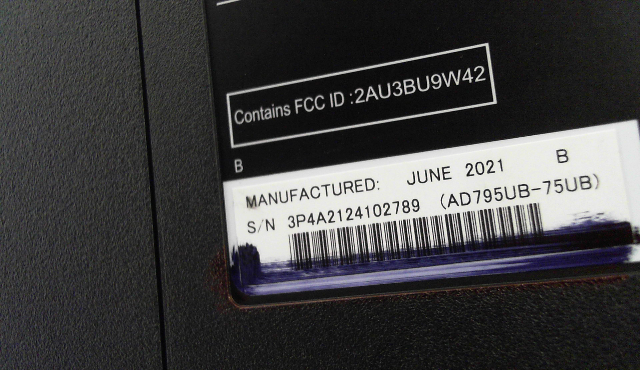 Contains FCC ID :2AU3BU9W42
B
MANUFACTURED: JUNE 2021 B
S/N 3P4A2124102789 (AD795UB-75UB)